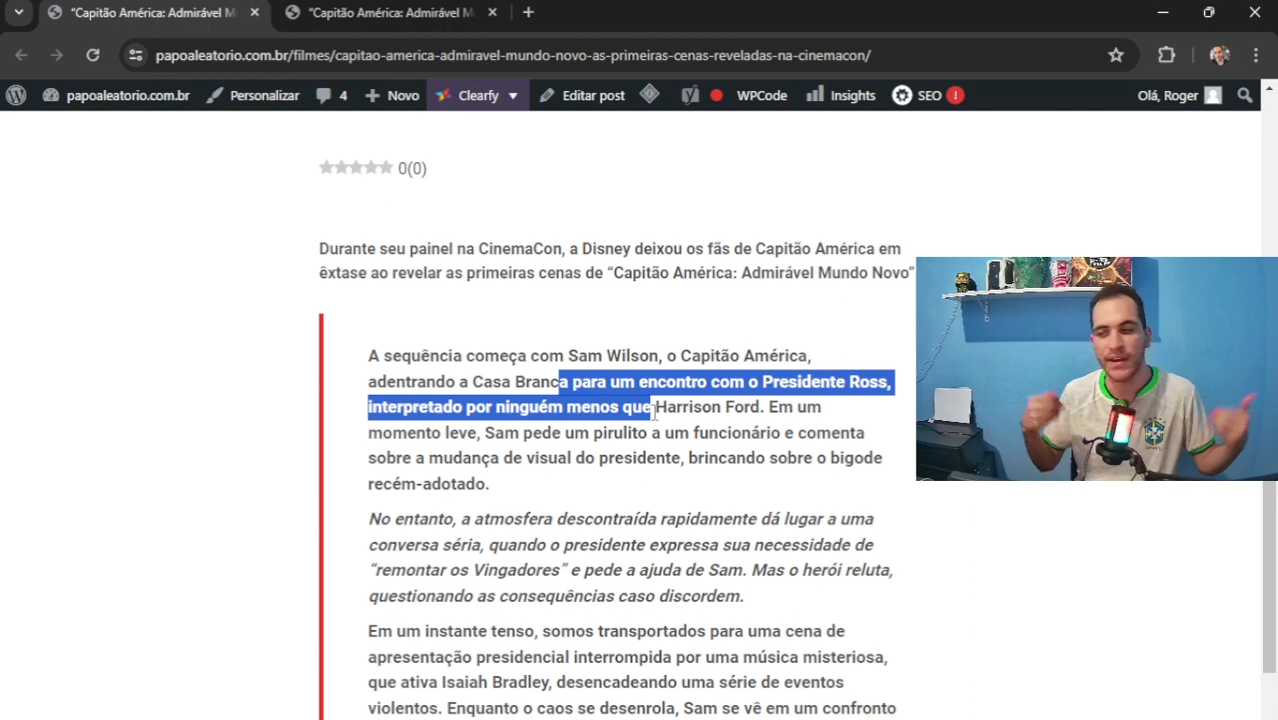 "Capitão América: Admirável M
"Capitão América: Admirável M
papoaleatorio.com.br/filmes/capitao-america-admiravel-mundo-novo-as-primeiras-cenas-reveladas-na-cinemacon/
papoaleatorio.com.br Personalizar 4 Novo Clearfy Editar post WPCode Insights SEO ! Olá, Roger
0(0)
Durante seu painel na CinemaCon, a Disney deixou os fãs de Capitão América em
êxtase ao revelar as primeiras cenas de “Capitão América: Admirável Mundo Novo”
A sequência começa com Sam Wilson, o Capitão América,
adentrando a Casa Branca para um encontro com o Presidente Ross,
interpretado por ninguém menos que Harrison Ford. Em um
momento leve, Sam pede um pirulito a um funcionário e comenta
sobre a mudança de visual do presidente, brincando sobre o bigode
recém-adotado.
No entanto, a atmosfera descontraída rapidamente dá lugar a uma
conversa séria, quando o presidente expressa sua necessidade de
“remontar os Vingadores” e pede a ajuda de Sam. Mas o herói reluta,
questionando as consequências caso discordem.
Em um instante tenso, somos transportados para uma cena de
apresentação presidencial interrompida por uma música misteriosa,
que ativa Isaiah Bradley, desencadeando uma série de eventos
violentos. Enquanto o caos se desenrola, Sam se vê em um confronto